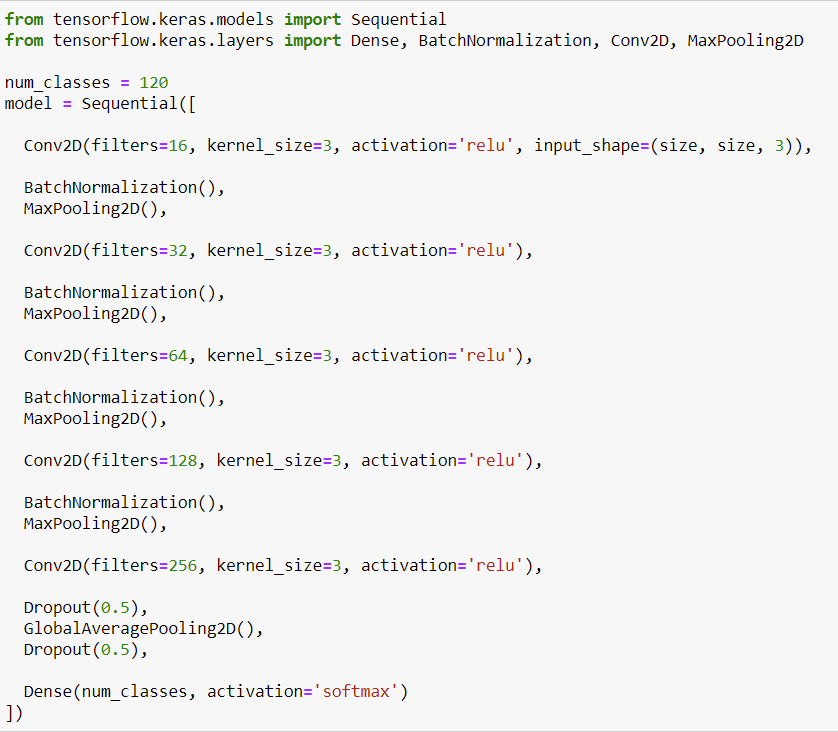 from tensorflow.keras.models import Sequential
from tensorflow.keras.layers import Dense, BatchNormalization, Conv2D, MaxPooling2D
num_classes = 120
model = Sequential([
Conv2D(filters=16, kernel_size=3, activation='relu', input_shape=(size, size, 3)),
BatchNormalization(),
MaxPooling2D(),
Conv2D(filters=32, kernel_size=3, activation='relu'),
BatchNormalization(),
MaxPooling2D(),
Conv2D(filters=64, kernel_size=3, activation='relu'),
BatchNormalization(),
MaxPooling2D(),
Conv2D(filters=128, kernel_size=3, activation='relu'),
BatchNormalization(),
MaxPooling2D(),
Conv2D(filters=256, kernel_size=3, activation='relu'),
Dropout(0.5),
GlobalAveragePooling2D(),
Dropout(0.5),
Dense(num_classes, activation='softmax')
])